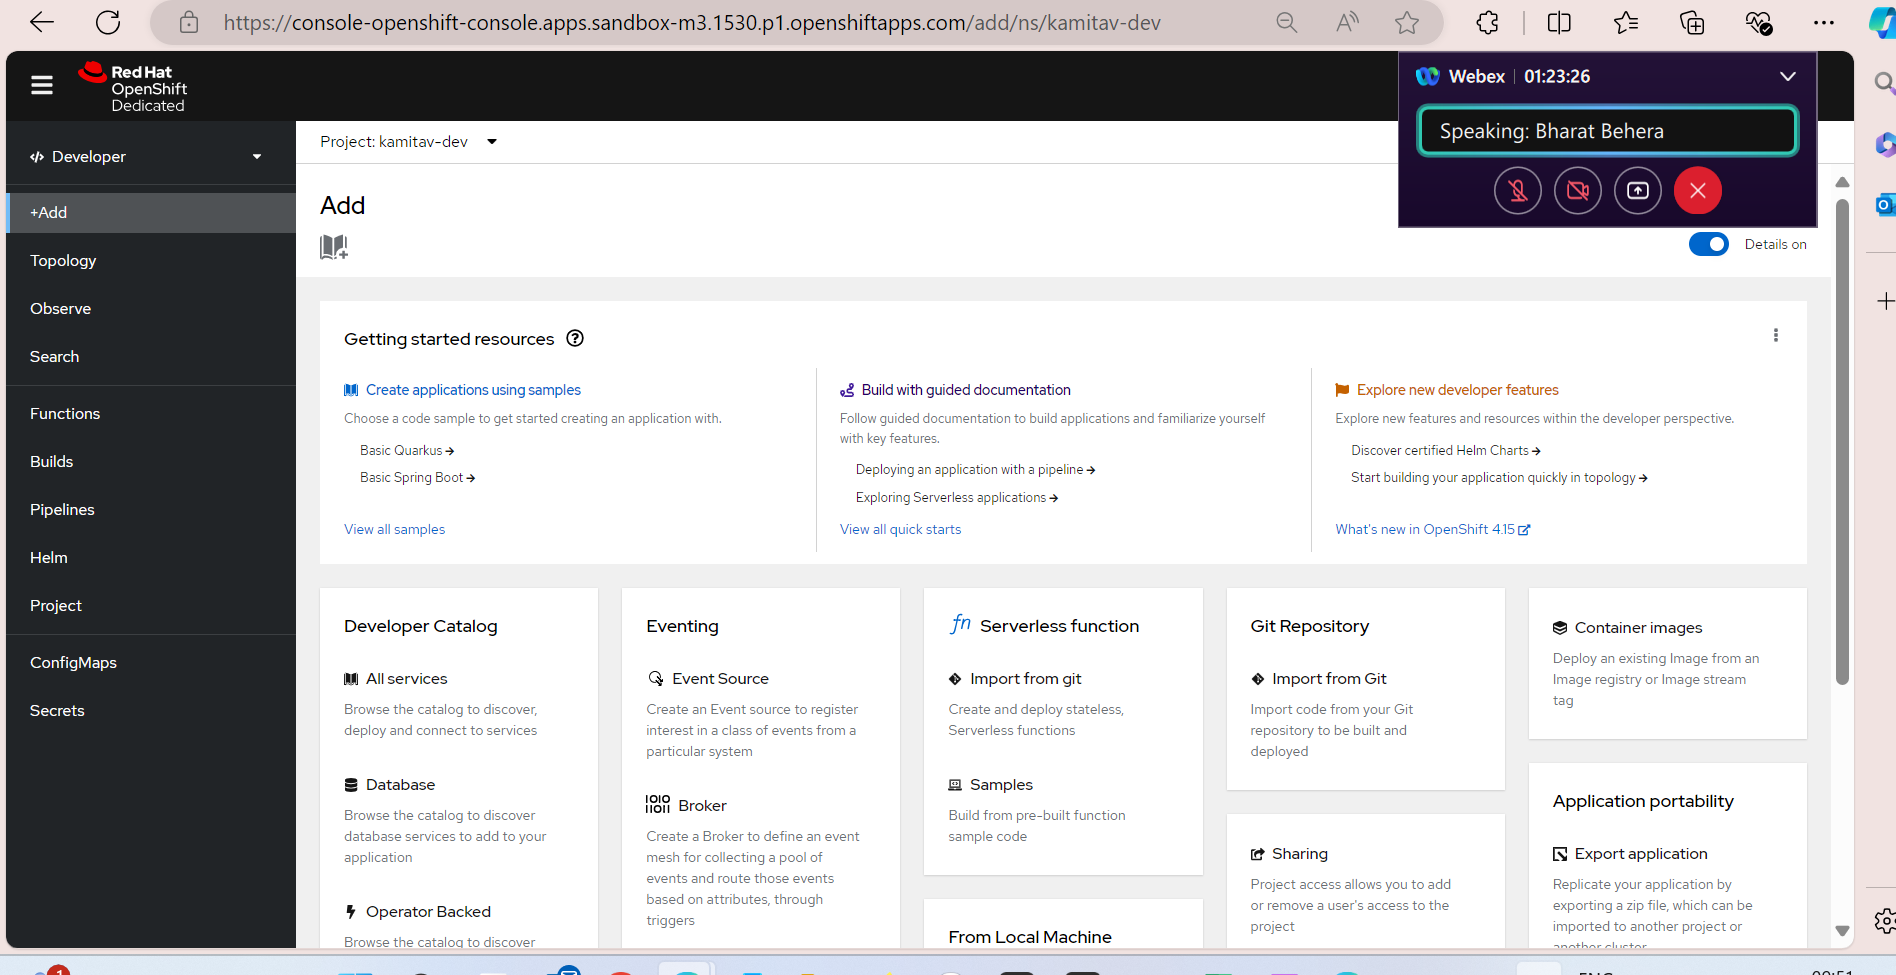 https://console-openshift-console.apps.sandbox-m3.1530.p1.openshiftapps.com/add/ns/kamitav-dev
Red Hat
OpenShift
Dedicated
Webex | 01:23:26
Speaking: Bharat Behera
Developer
+Add
Topology
Observe
Search
Functions
Builds
Pipelines
Helm
Project
ConfigMaps
Secrets
Project: kamitav-dev
Add
Details on
Getting started resources
Create applications using samples
Choose a code sample to get started creating an application with.
Basic Quarkus →
Basic Spring Boot →
View all samples
Build with guided documentation
Follow guided documentation to build applications and familiarize yourself
with key features.
Deploying an application with a pipeline →
Exploring Serverless applications →
View all quick starts
Explore new developer features
Explore new features and resources within the developer perspective.
Discover certified Helm Charts →
Start building your application quickly in topology →
What's new in OpenShift 4.15
Developer Catalog
All services
Browse the catalog to discover,
deploy and connect to services
Database
Browse the catalog to discover
database services to add to your
application
Operator Backed
Browse the catalog to discover
Eventing
Event Source
Create an Event source to register
interest in a class of events from a
particular system
Broker
Create a Broker to define an event
mesh for collecting a pool of
events and route those events
based on attributes, through
triggers
fn Serverless function
Import from git
Create and deploy stateless,
Serverless functions
Samples
Build from pre-built function
sample code
From Local Machine
Git Repository
Import from Git
Import code from your Git
repository to be built and
deployed
Sharing
Project access allows you to add
or remove a user's access to the
project
Container images
Deploy an existing Image from an
Image registry or Image stream
tag
Application portability
Export application
Replicate your application by
exporting a zip file, which can be
imported to another project or
another cluster
1